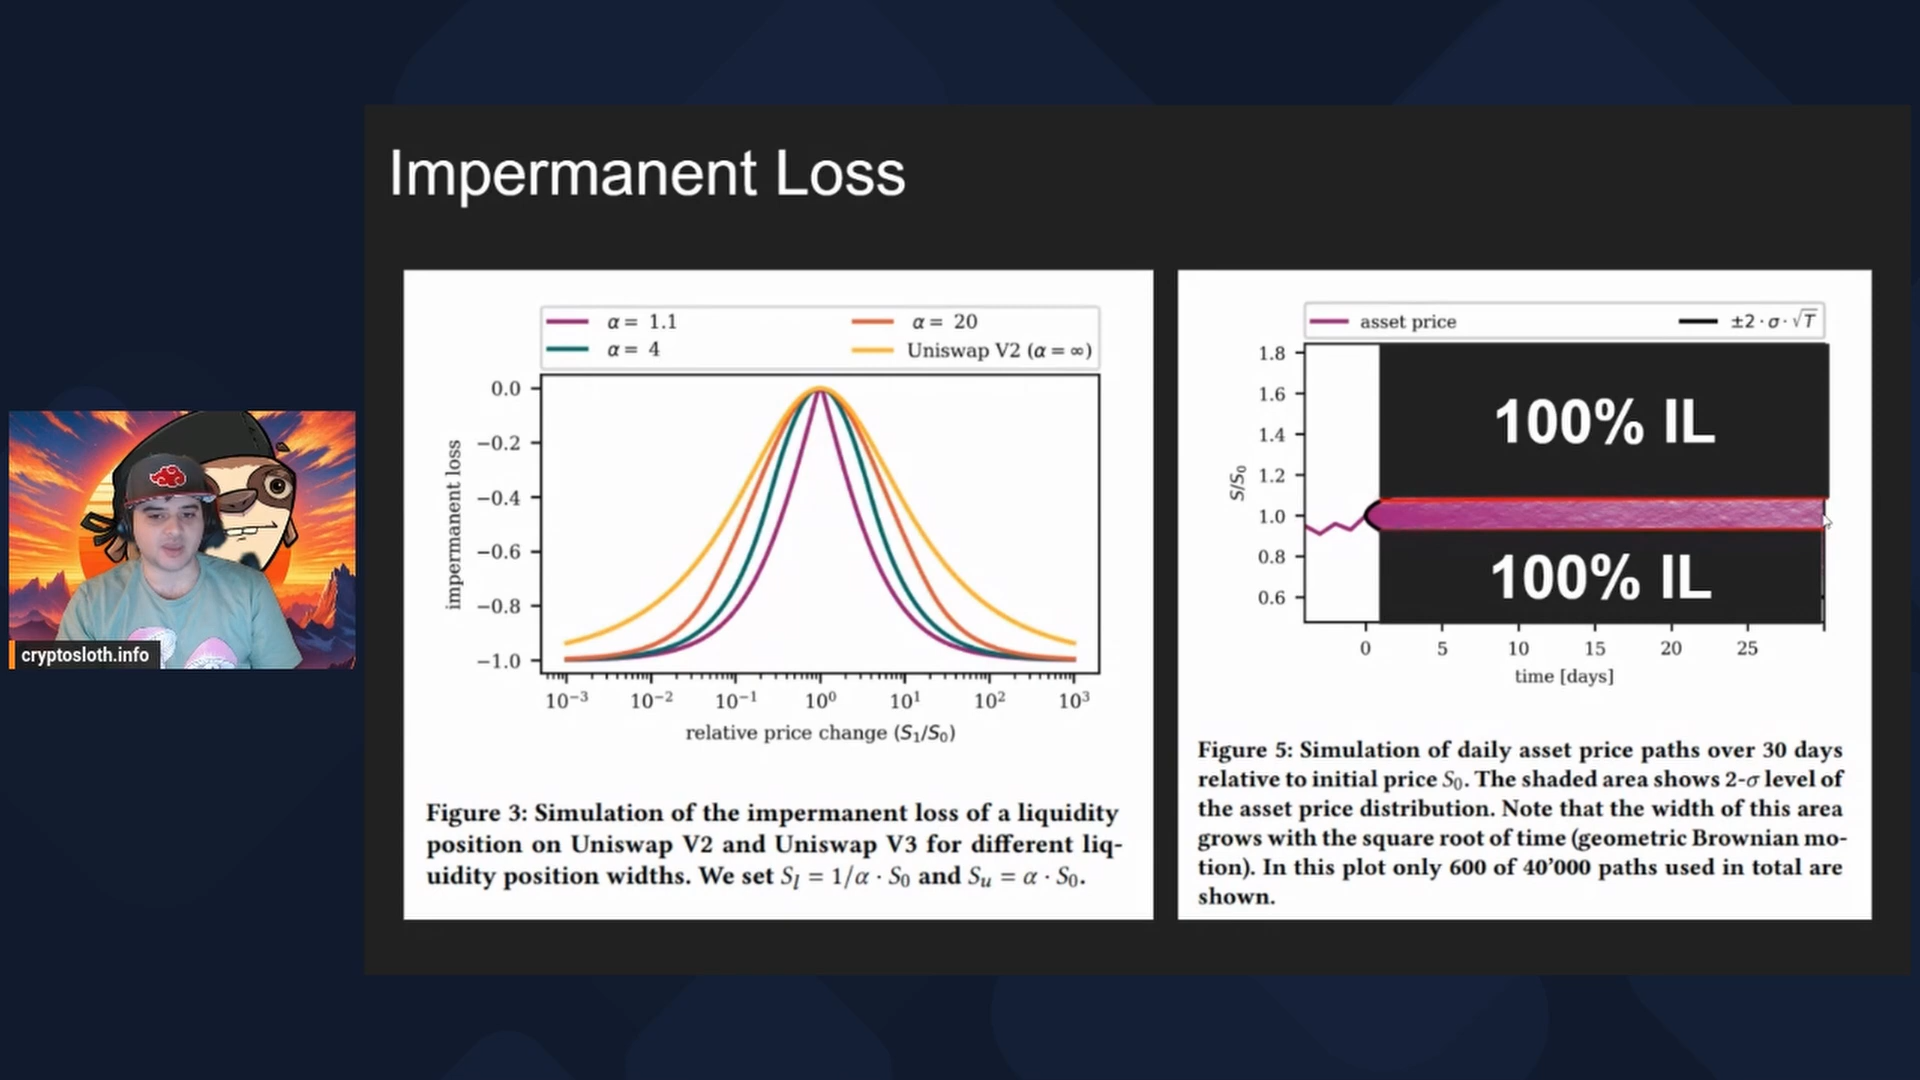 Impermanent Loss
α = 1.1
α = 20
α = 4
Uniswap V2 (α = ∞)
0.0
−0.2
−0.4
−0.6
−0.8
−1.0
impermanent loss
10⁻³ 10⁻² 10⁻¹ 10⁰ 10¹ 10² 10³
relative price change (S₁/S₀)
Figure 3: Simulation of the impermanent loss of a liquidity
position on Uniswap V2 and Uniswap V3 for different liq-
uidity position widths. We set Sₗ = 1/α · S₀ and Sᵤ = α · S₀.
asset price
±2 · σ · √T
1.8
1.6
1.4
1.2
1.0
0.8
0.6
S/S₀
100% IL
100% IL
0 5 10 15 20 25
time [days]
Figure 5: Simulation of daily asset price paths over 30 days
relative to initial price S₀. The shaded area shows 2-σ level of
the asset price distribution. Note that the width of this area
grows with the square root of time (geometric Brownian mo-
tion). In this plot only 600 of 40'000 paths used in total are
shown.
cryptosloth.info